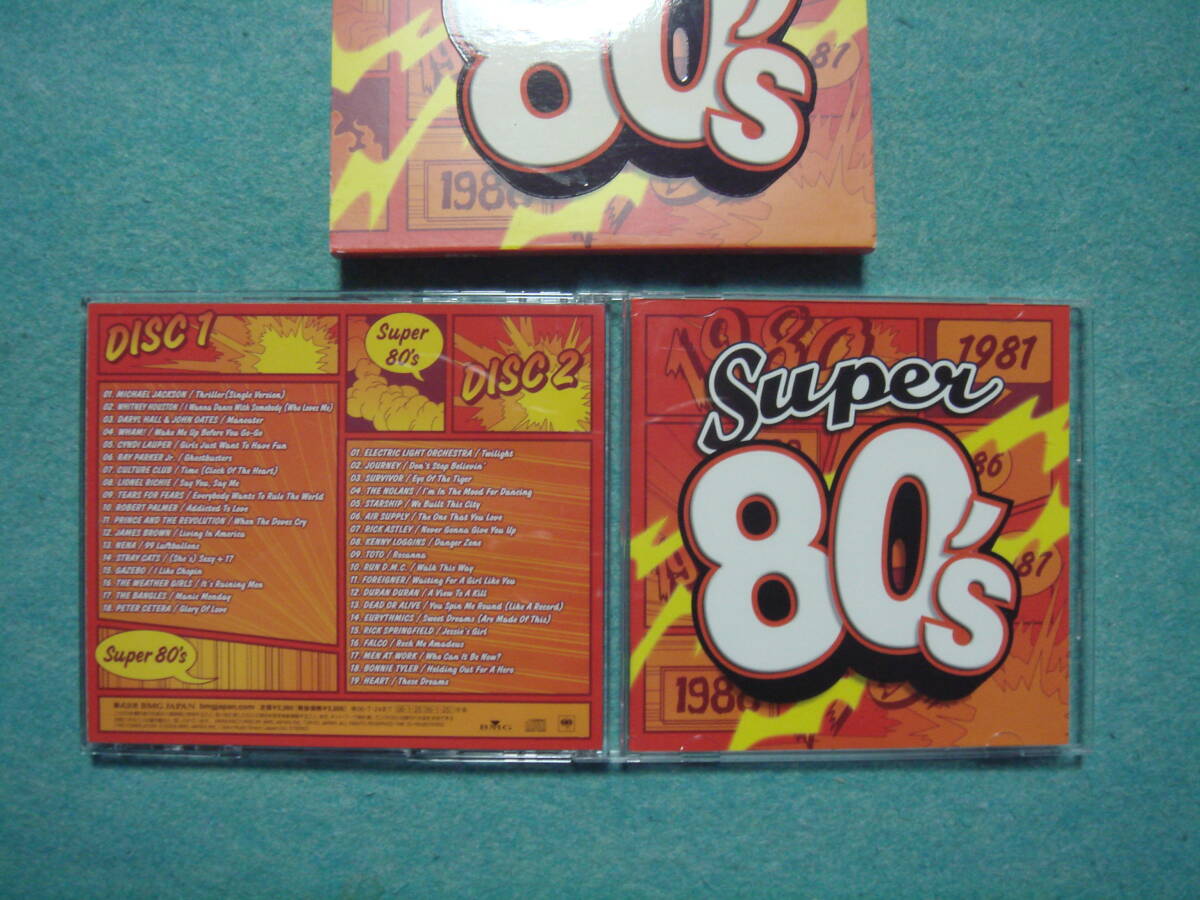 80's
87
1988
DISC 1
01. MICHAEL JACKSON / Thriller(Single Version)
02. WHITNEY HOUSTON / I Wanna Dance With Somebody (Who Loves Me)
03. DARYL HALL & JOHN OATES / Maneater
04. WHAM! / Wake Me Up Before You Go-Go
05. CYNDI LAUPER / Girls Just Want To Have Fun
06. RAY PARKER Jr. / Ghostbusters
07. CULTURE CLUB / Time (Clock Of The Heart)
08. LIONEL RICHIE / Say You, Say Me
09. TEARS FOR FEARS / Everybody Wants To Rule The World
10. ROBERT PALMER / Addicted To Love
11. PRINCE AND THE REVOLUTION / When The Doves Cry
12. JAMES BROWN / Living In America
13. NENA / 99 Luftballons
14. STRAY CATS / (She's) Sexy + 17
15. GAZEBO / I Like Chopin
16. THE WEATHER GIRLS / It's Raining Men
17. THE BANGLES / Manic Monday
18. PETER CETERA / Glory Of Love
Super 80's
Super
80's
DISC 2
01. ELECTRIC LIGHT ORCHESTRA / Twilight
02. JOURNEY / Don't Stop Believin'
03. SURVIVOR / Eye Of The Tiger
04. THE NOLANS / I'm In The Mood For Dancing
05. STARSHIP / We Built This City
06. AIR SUPPLY / The One That You Love
07. RICK ASTLEY / Never Gonna Give You Up
08. KENNY LOGGINS / Danger Zone
09. TOTO / Rosanna
10. RUN D.M.C. / Walk This Way
11. FOREIGNER / Waiting For A Girl Like You
12. DURAN DURAN / A View To A Kill
13. DEAD OR ALIVE / You Spin Me Round (Like A Record)
14. EURYTHMICS / Sweet Dreams (Are Made Of This)
15. RICK SPRINGFIELD / Jessie's Girl
16. FALCO / Rock Me Amadeus
17. MEN AT WORK / Who Can It Be Now?
18. BONNIE TYLER / Holding Out For A Hero
19. HEART / These Dreams
株式会社 BMG JAPAN bmgjapan.com
BMG
1980
1981
Super
80's
86
87
1988